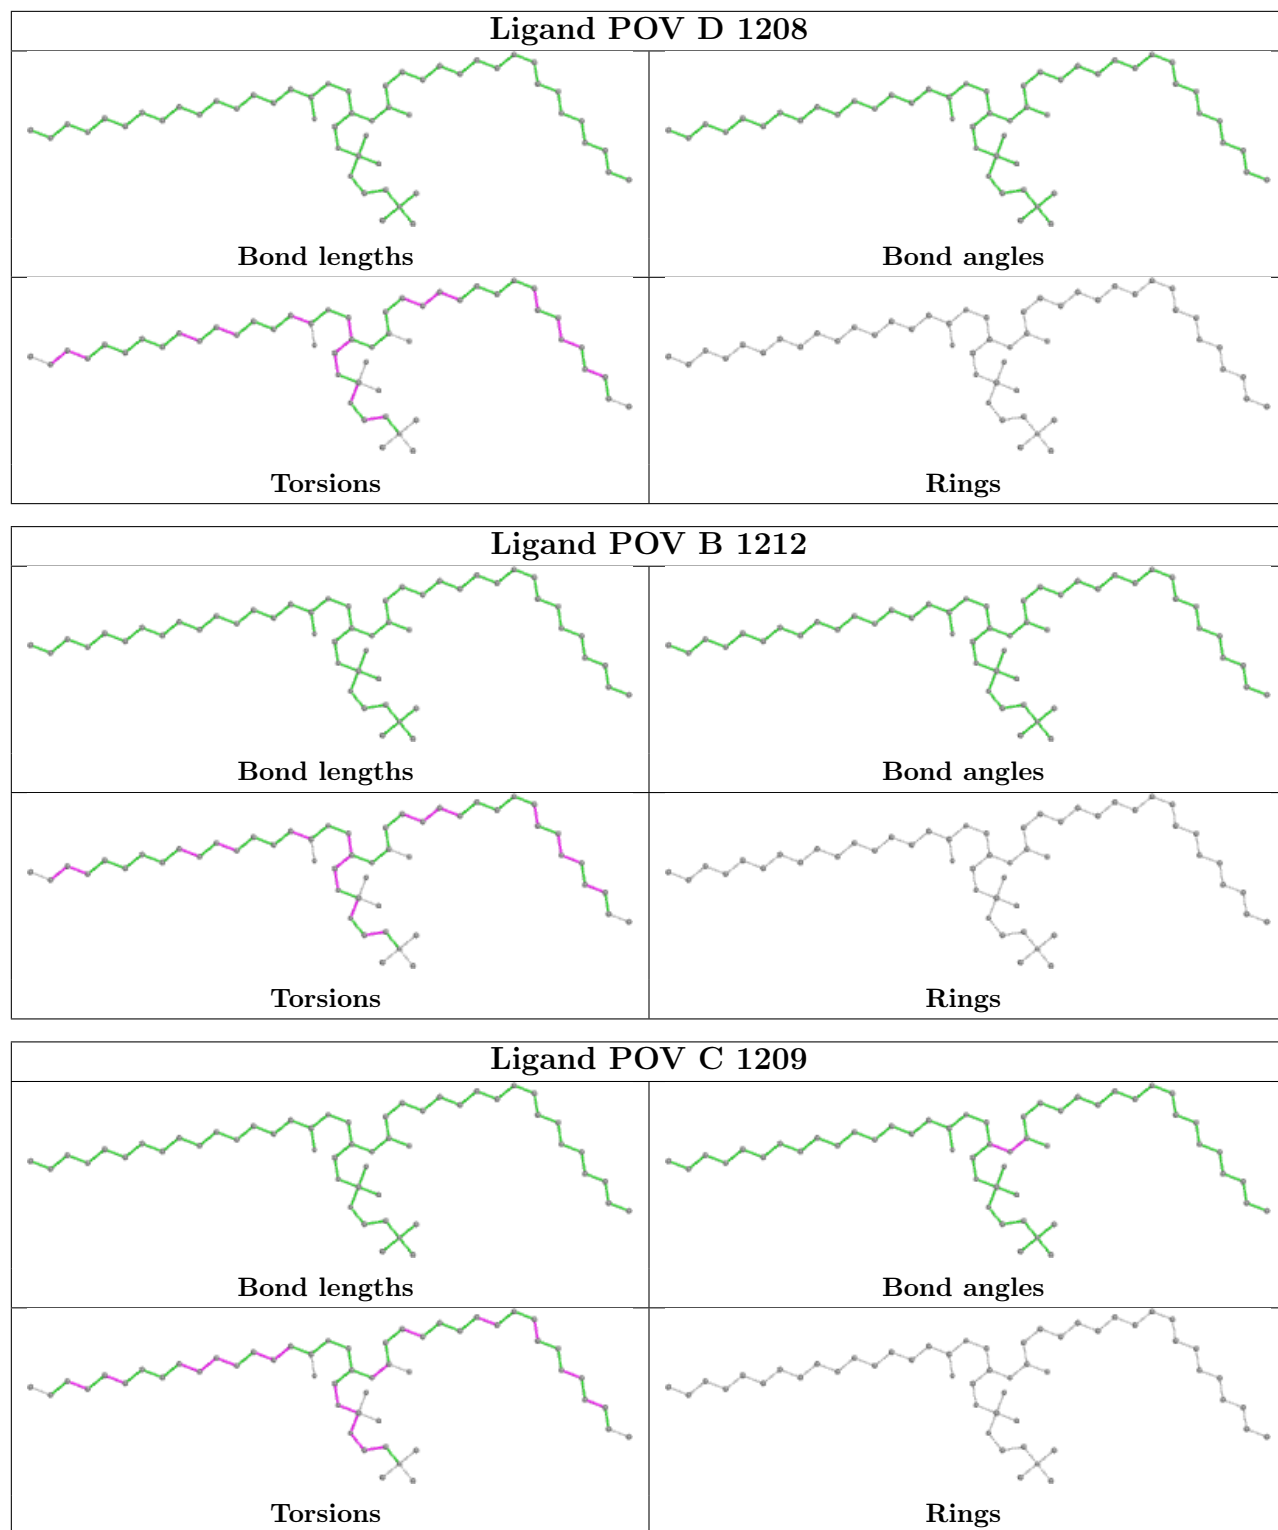 Ligand POV D 1208
Bond lengths
Bond angles
Torsions
Rings
Ligand POV B 1212
Bond lengths
Bond angles
Torsions
Rings
Ligand POV C 1209
Bond lengths
Bond angles
Torsions
Rings